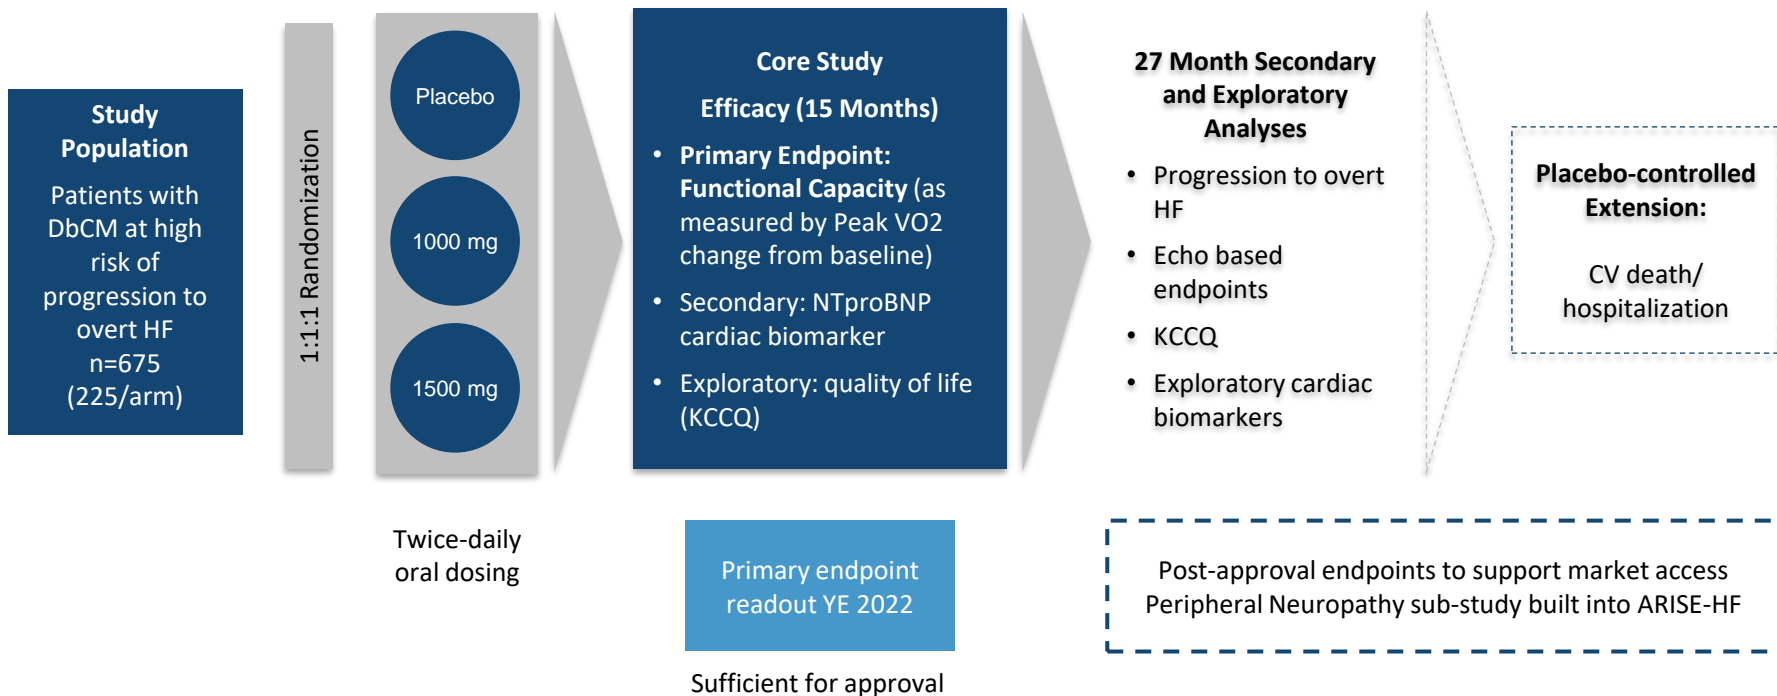 Study
Population
Patients with
DbCM at high
risk of
progression to
overt HF
n=675
(225/arm)
1:1:1 Randomization
Placebo
1000 mg
1500 mg
Twice-daily
oral dosing
Core Study
Efficacy (15 Months)
• Primary Endpoint:
Functional Capacity (as
measured by Peak VO2
change from baseline)
• Secondary: NTproBNP
cardiac biomarker
• Exploratory: quality of life
(KCCQ)
Primary endpoint
readout YE 2022
Sufficient for approval
27 Month Secondary
and Exploratory
Analyses
• Progression to overt
HF
• Echo based
endpoints
• KCCQ
• Exploratory cardiac
biomarkers
Placebo-controlled
Extension:
CV death/
hospitalization
Post-approval endpoints to support market access
Peripheral Neuropathy sub-study built into ARISE-HF